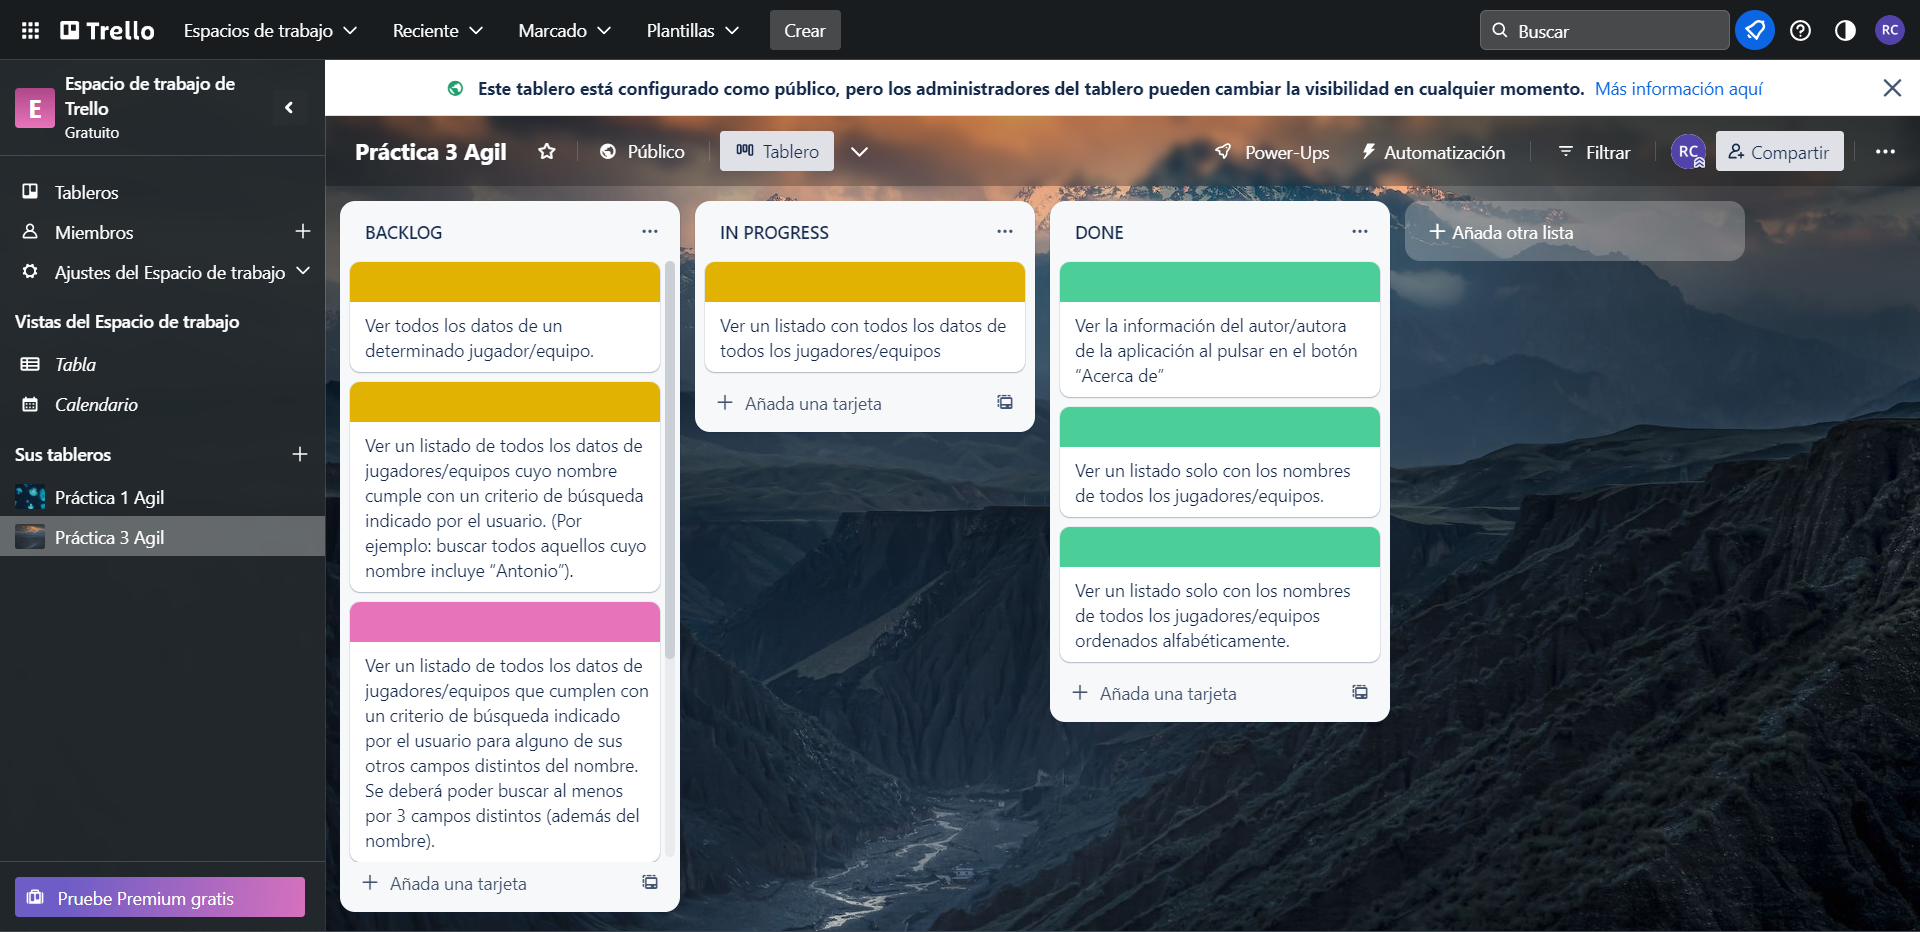 Trello
Espacios de trabajo
Reciente
Marcado
Plantillas
Crear
Buscar
RC
E
Espacio de trabajo de
Trello
Gratuito
Este tablero está configurado como público, pero los administradores del tablero pueden cambiar la visibilidad en cualquier momento. Más información aquí
Práctica 3 Agil
Público
Tablero
Power-Ups
Automatización
Filtrar
RC
Compartir
Tableros
Miembros
Ajustes del Espacio de trabajo
Vistas del Espacio de trabajo
Tabla
Calendario
Sus tableros
Práctica 1 Agil
Práctica 3 Agil
Pruebe Premium gratis
BACKLOG
Ver todos los datos de un
determinado jugador/equipo.
Ver un listado de todos los datos de
jugadores/equipos cuyo nombre
cumple con un criterio de búsqueda
indicado por el usuario. (Por
ejemplo: buscar todos aquellos cuyo
nombre incluye “Antonio”).
Ver un listado de todos los datos de
jugadores/equipos que cumplen con
un criterio de búsqueda indicado
por el usuario para alguno de sus
otros campos distintos del nombre.
Se deberá poder buscar al menos
por 3 campos distintos (además del
nombre).
Añada una tarjeta
IN PROGRESS
Ver un listado con todos los datos de
todos los jugadores/equipos
Añada una tarjeta
DONE
Ver la información del autor/autora
de la aplicación al pulsar en el botón
“Acerca de”
Ver un listado solo con los nombres
de todos los jugadores/equipos.
Ver un listado solo con los nombres
de todos los jugadores/equipos
ordenados alfabéticamente.
Añada una tarjeta
Añada otra lista